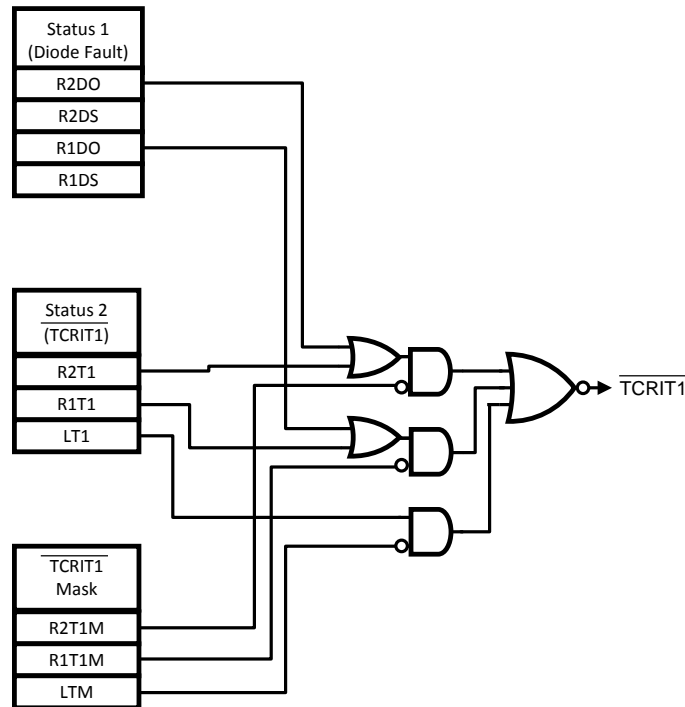 Status 1
(Diode Fault)
R2DO
R2DS
R1DO
R1DS
Status 2
(TCRIT1)
R2T1
R1T1
LT1
TCRIT1
Mask
R2T1M
R1T1M
LTM
TCRIT1